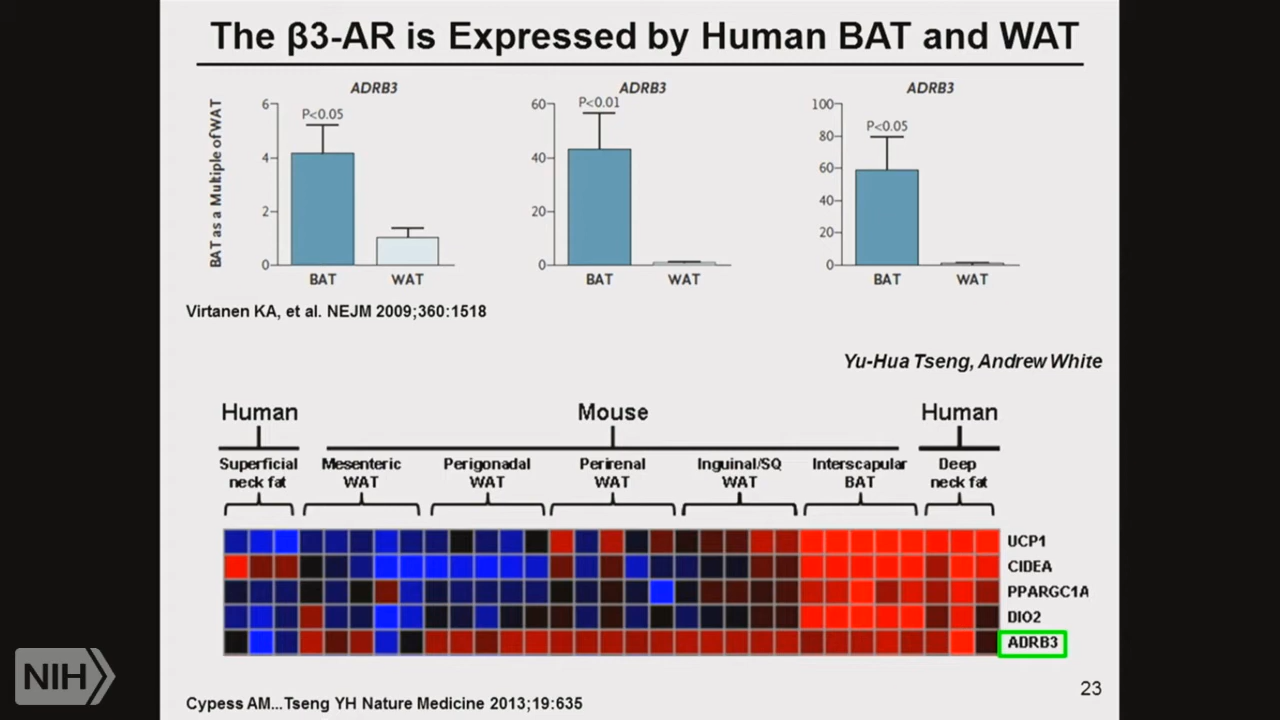 The β3-AR is Expressed by Human BAT and WAT
ADRB3
ADRB3
ADRB3
BAT as a Multiple of WAT
6
4
2
0
P<0.05
BAT
WAT
60
40
20
0
P<0.01
BAT
WAT
100
80
60
40
20
0
P<0.05
BAT
WAT
Virtanen KA, et al. NEJM 2009;360:1518
Yu-Hua Tseng, Andrew White
Human
Mouse
Human
Superficial
neck fat
Mesenteric
WAT
Perigonadal
WAT
Perirenal
WAT
Inguinal/SQ
WAT
Interscapular
BAT
Deep
neck fat
UCP1
CIDEA
PPARGC1A
DIO2
ADRB3
NIH
23
Cypess AM...Tseng YH Nature Medicine 2013;19:635